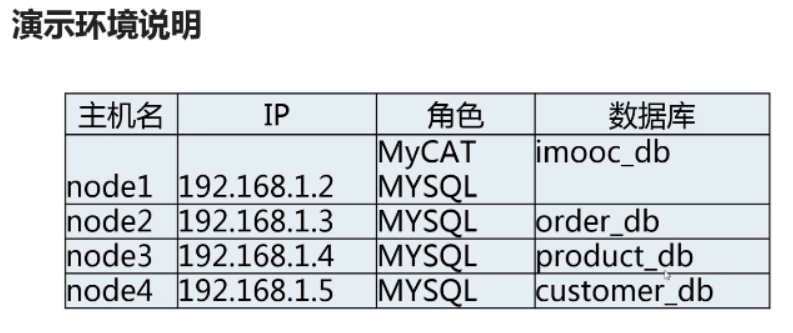 演示环境说明
主机名 IP 角色 数据库
MyCAT imooc_db
node1 192.168.1.2 MYSQL
node2 192.168.1.3 MYSQL order_db
node3 192.168.1.4 MYSQL product_db
node4 192.168.1.5 MYSQL customer_db